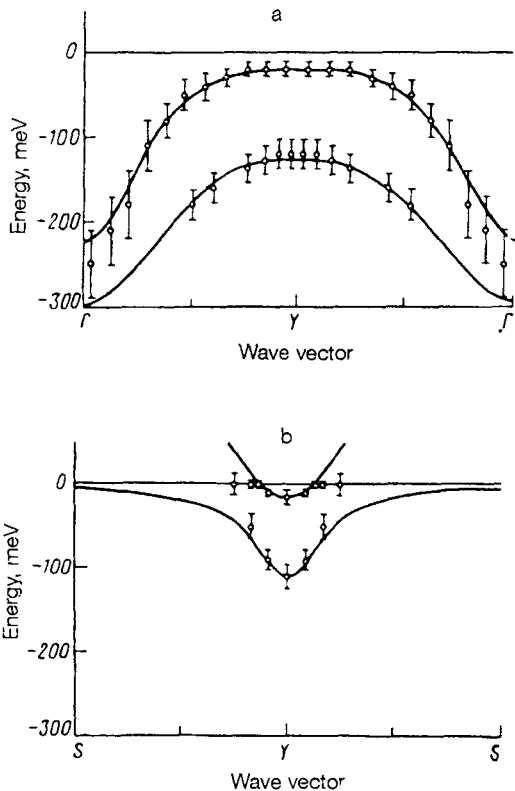 a
0
-100
-200
-300
Energy, meV
Γ
Y
Γ
Wave vector
b
0
-100
-200
-300
Energy, meV
S
Y
S
Wave vector